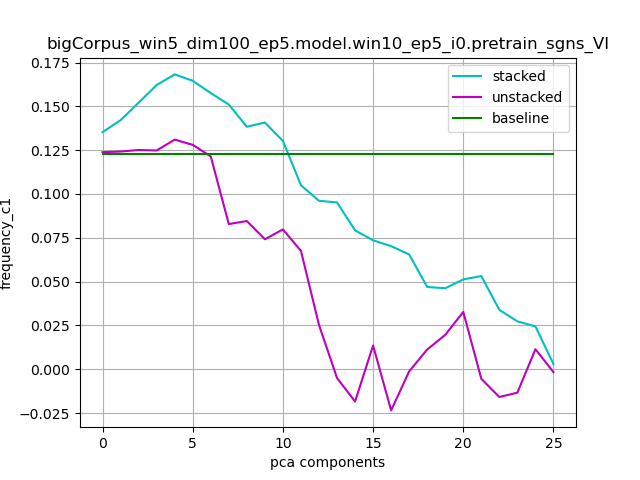 bigCorpus_win5_dim100_ep5.model.win10_ep5_i0.pretrain_sgns_VI
stacked
unstacked
baseline
0.175
0.150
0.125
0.100
0.075
0.050
0.025
0.000
−0.025
frequency_c1
0 5 10 15 20 25
pca components